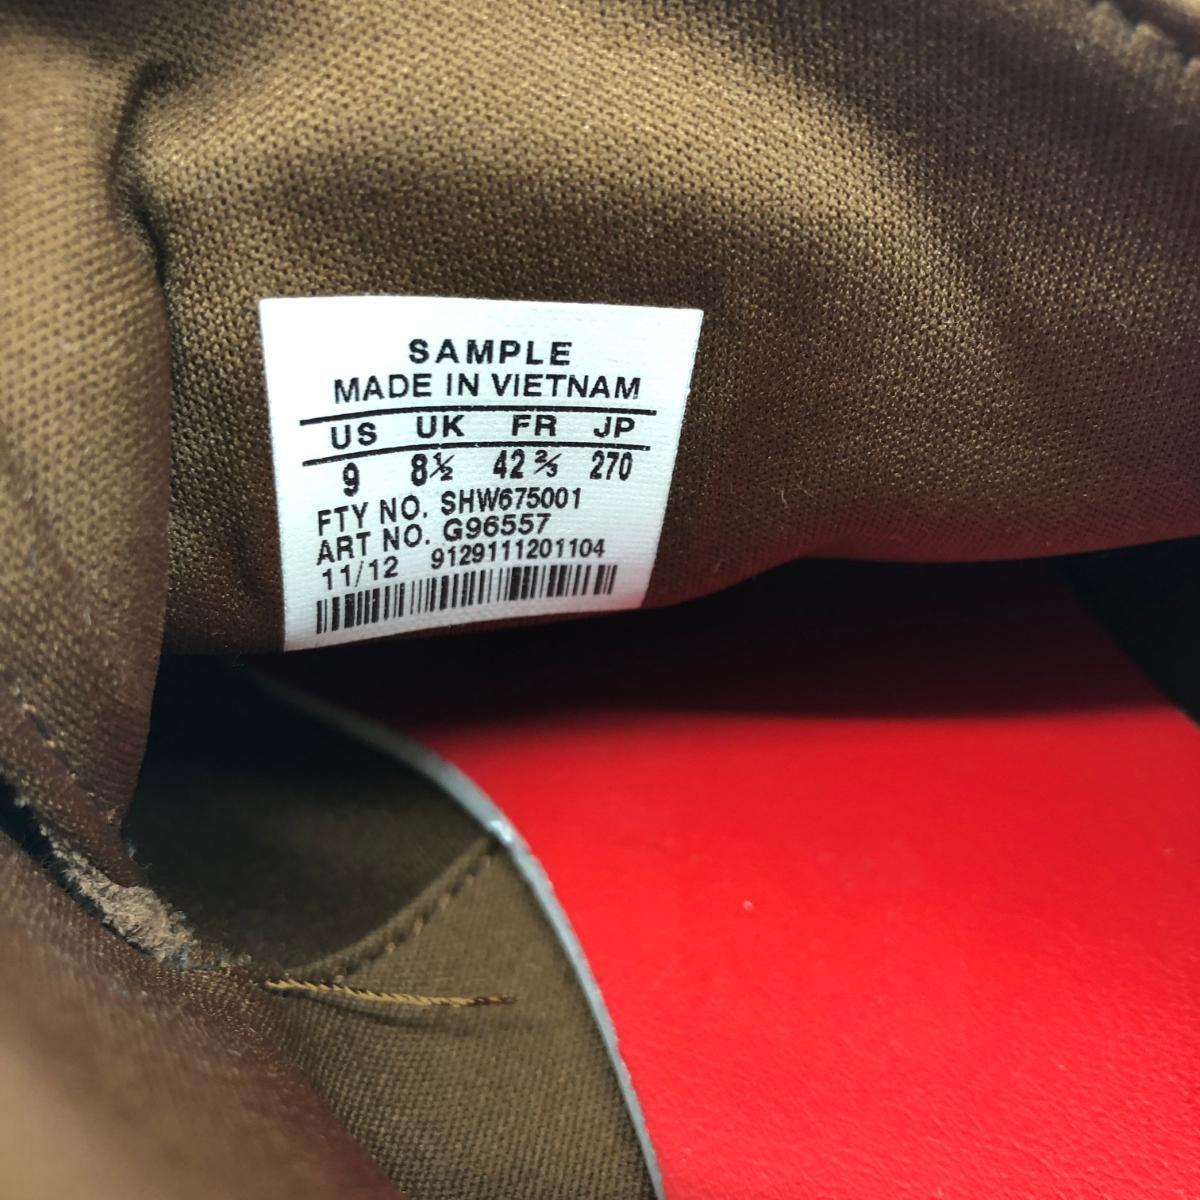 SAMPLE
MADE IN VIETNAM
US UK FR JP
9 8½ 42⅔ 270
FTY NO. SHW675001
ART NO. G96557
11/12 9129111201104